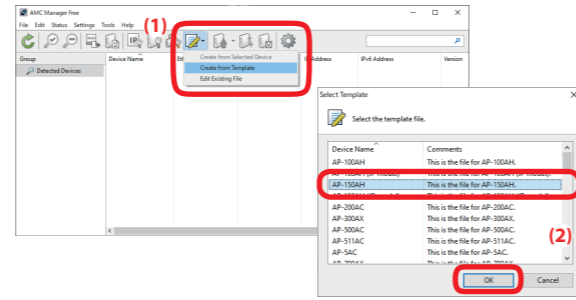 AMC Manager Free
File Edit Status Settings Tools Help
(1)
IP
Group
Device Name
IP Address
IPv6 Address
Version
Detected Devices
Create from Selected Device
Create from Template
Edit Existing File
Select Template
Select the template file.
Device Name Comments
AP-100AH This is the file for AP-100AH.
AP-150AH This is the file for AP-150AH.
AP-200AC This is the file for AP-200AC.
AP-300AX This is the file for AP-300AX.
AP-500AC This is the file for AP-500AC.
AP-511AC This is the file for AP-511AC.
AP-5AC This is the file for AP-5AC.
(2)
OK Cancel